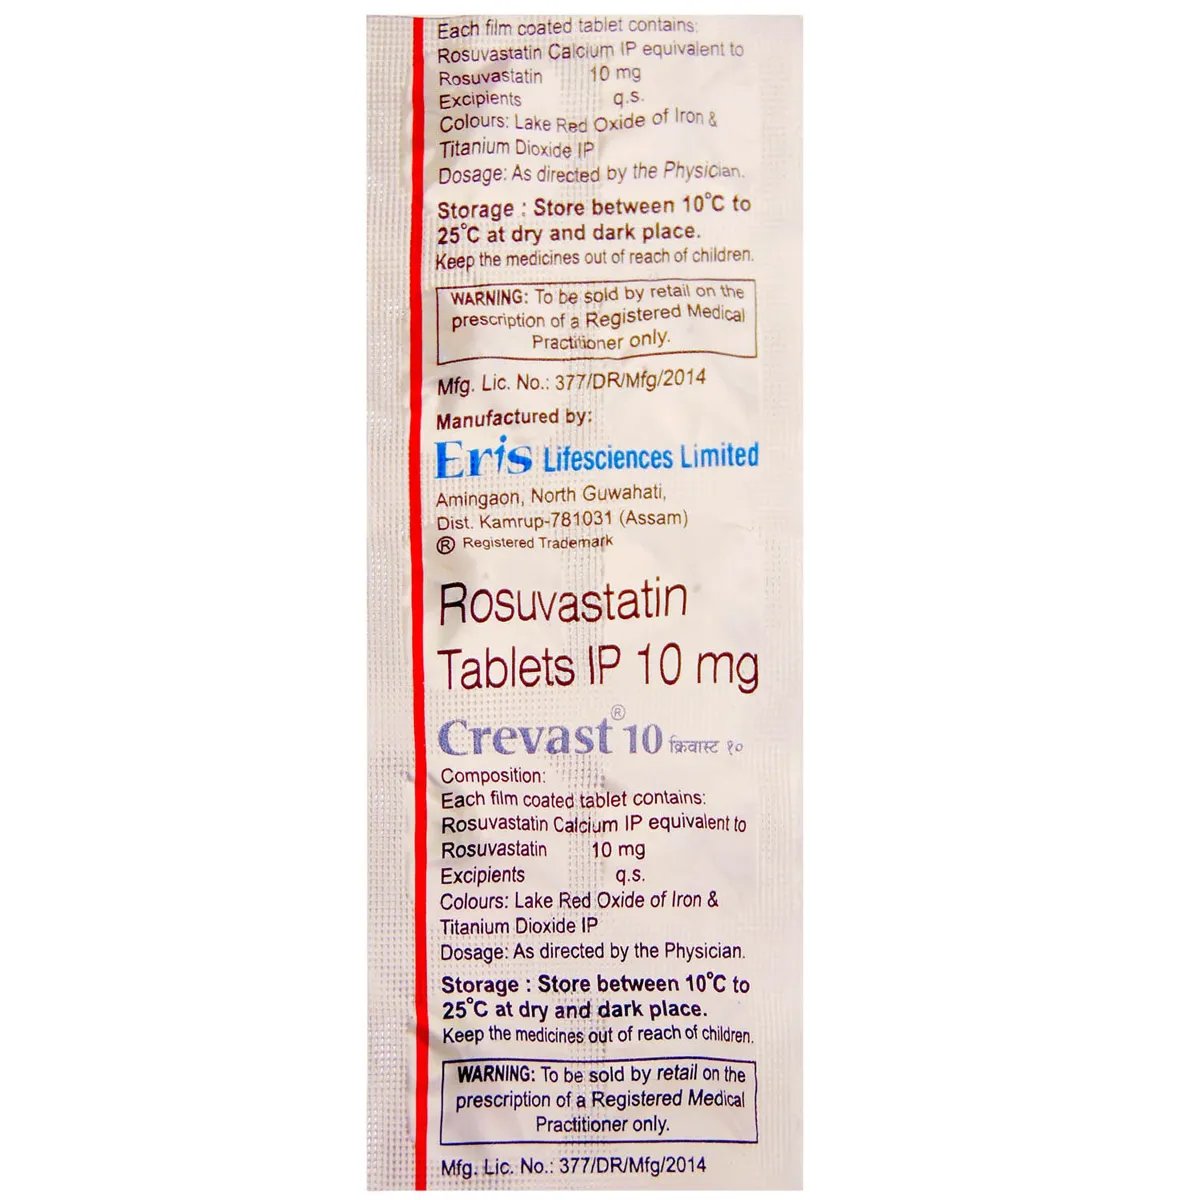 Each film coated tablet contains:
Rosuvastatin Calcium IP equivalent to
Rosuvastatin 10 mg
Excipients q.s.
Colours: Lake Red Oxide of Iron &
Titanium Dioxide IP
Dosage: As directed by the Physician.
Storage : Store between 10°C to
25°C at dry and dark place.
Keep the medicines out of reach of children.
WARNING: To be sold by retail on the
prescription of a Registered Medical
Practitioner only.
Mfg. Lic. No.: 377/DR/Mfg/2014
Manufactured by:
Eris Lifesciences Limited
Amingaon, North Guwahati,
Dist. Kamrup-781031 (Assam)
® Registered Trademark
Rosuvastatin
Tablets IP 10 mg
Crevast® 10 क्रिवास्ट १०
Composition:
Each film coated tablet contains:
Rosuvastatin Calcium IP equivalent to
Rosuvastatin 10 mg
Excipients q.s.
Colours: Lake Red Oxide of Iron &
Titanium Dioxide IP
Dosage: As directed by the Physician.
Storage : Store between 10°C to
25°C at dry and dark place.
Keep the medicines out of reach of children.
WARNING: To be sold by retail on the
prescription of a Registered Medical
Practitioner only.
Mfg. Lic. No.: 377/DR/Mfg/2014